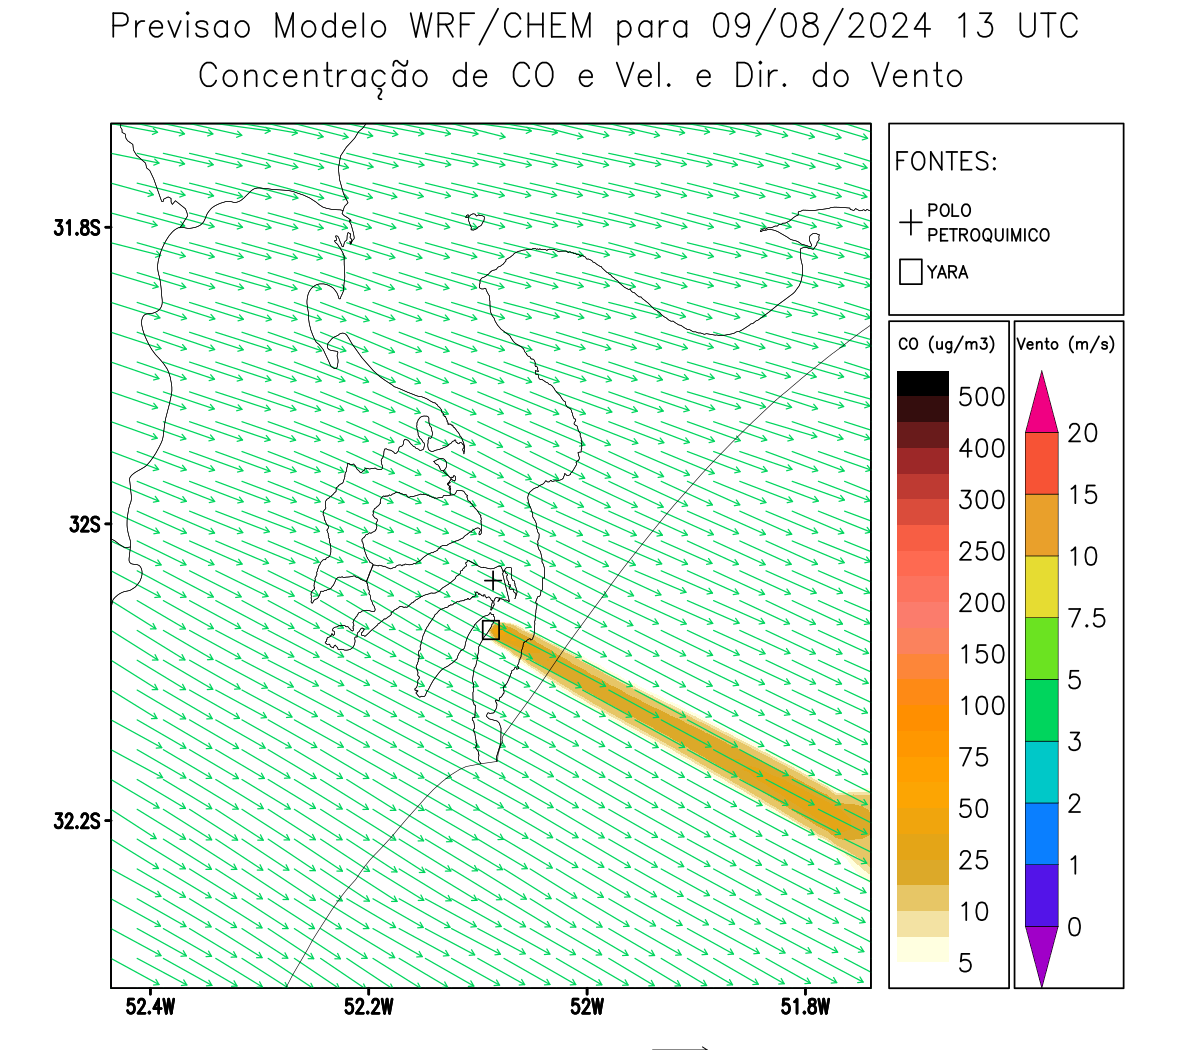 Previsao Modelo WRF/CHEM para 09/08/2024 13 UTC
Concentração de CO e Vel. e Dir. do Vento
FONTES:
POLO
PETROQUIMICO
YARA
31.8S
32S
32.2S
52.4W
52.2W
52W
51.8W
CO (ug/m3)
500
400
300
250
200
150
100
75
50
25
10
5
Vento (m/s)
20
15
10
7.5
5
3
2
1
0